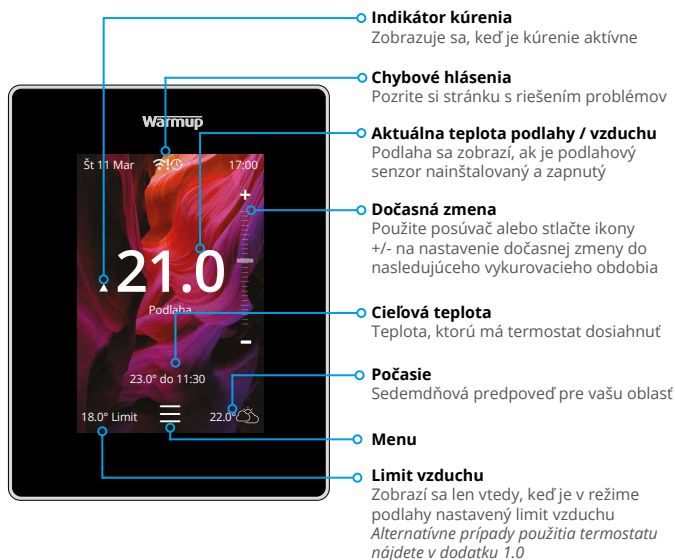 Warmup
Št 11 Mar
17:00
+
21.0
Podlaha
-
23.0° do 11:30
18.0° Limit
22.0°
Indikátor kúrenia
Zobrazuje sa, keď je kúrenie aktívne
Chybové hlásenia
Pozrite si stránku s riešením problémov
Aktuálna teplota podlahy / vzduchu
Podlaha sa zobrazí, ak je podlahový
senzor nainštalovaný a zapnutý
Dočasná zmena
Použite posúvač alebo stlačte ikony
+/- na nastavenie dočasnej zmeny do
nasledujúceho vykurovacieho obdobia
Cieľová teplota
Teplota, ktorú má termostat dosiahnuť
Počasie
Sedemdňová predpoveď pre vašu oblasť
Menu
Limit vzduchu
Zobrazí sa len vtedy, keď je v režime
podlahy nastavený limit vzduchu
Alternatívne prípady použitia termostatu
nájdete v dodatku 1.0